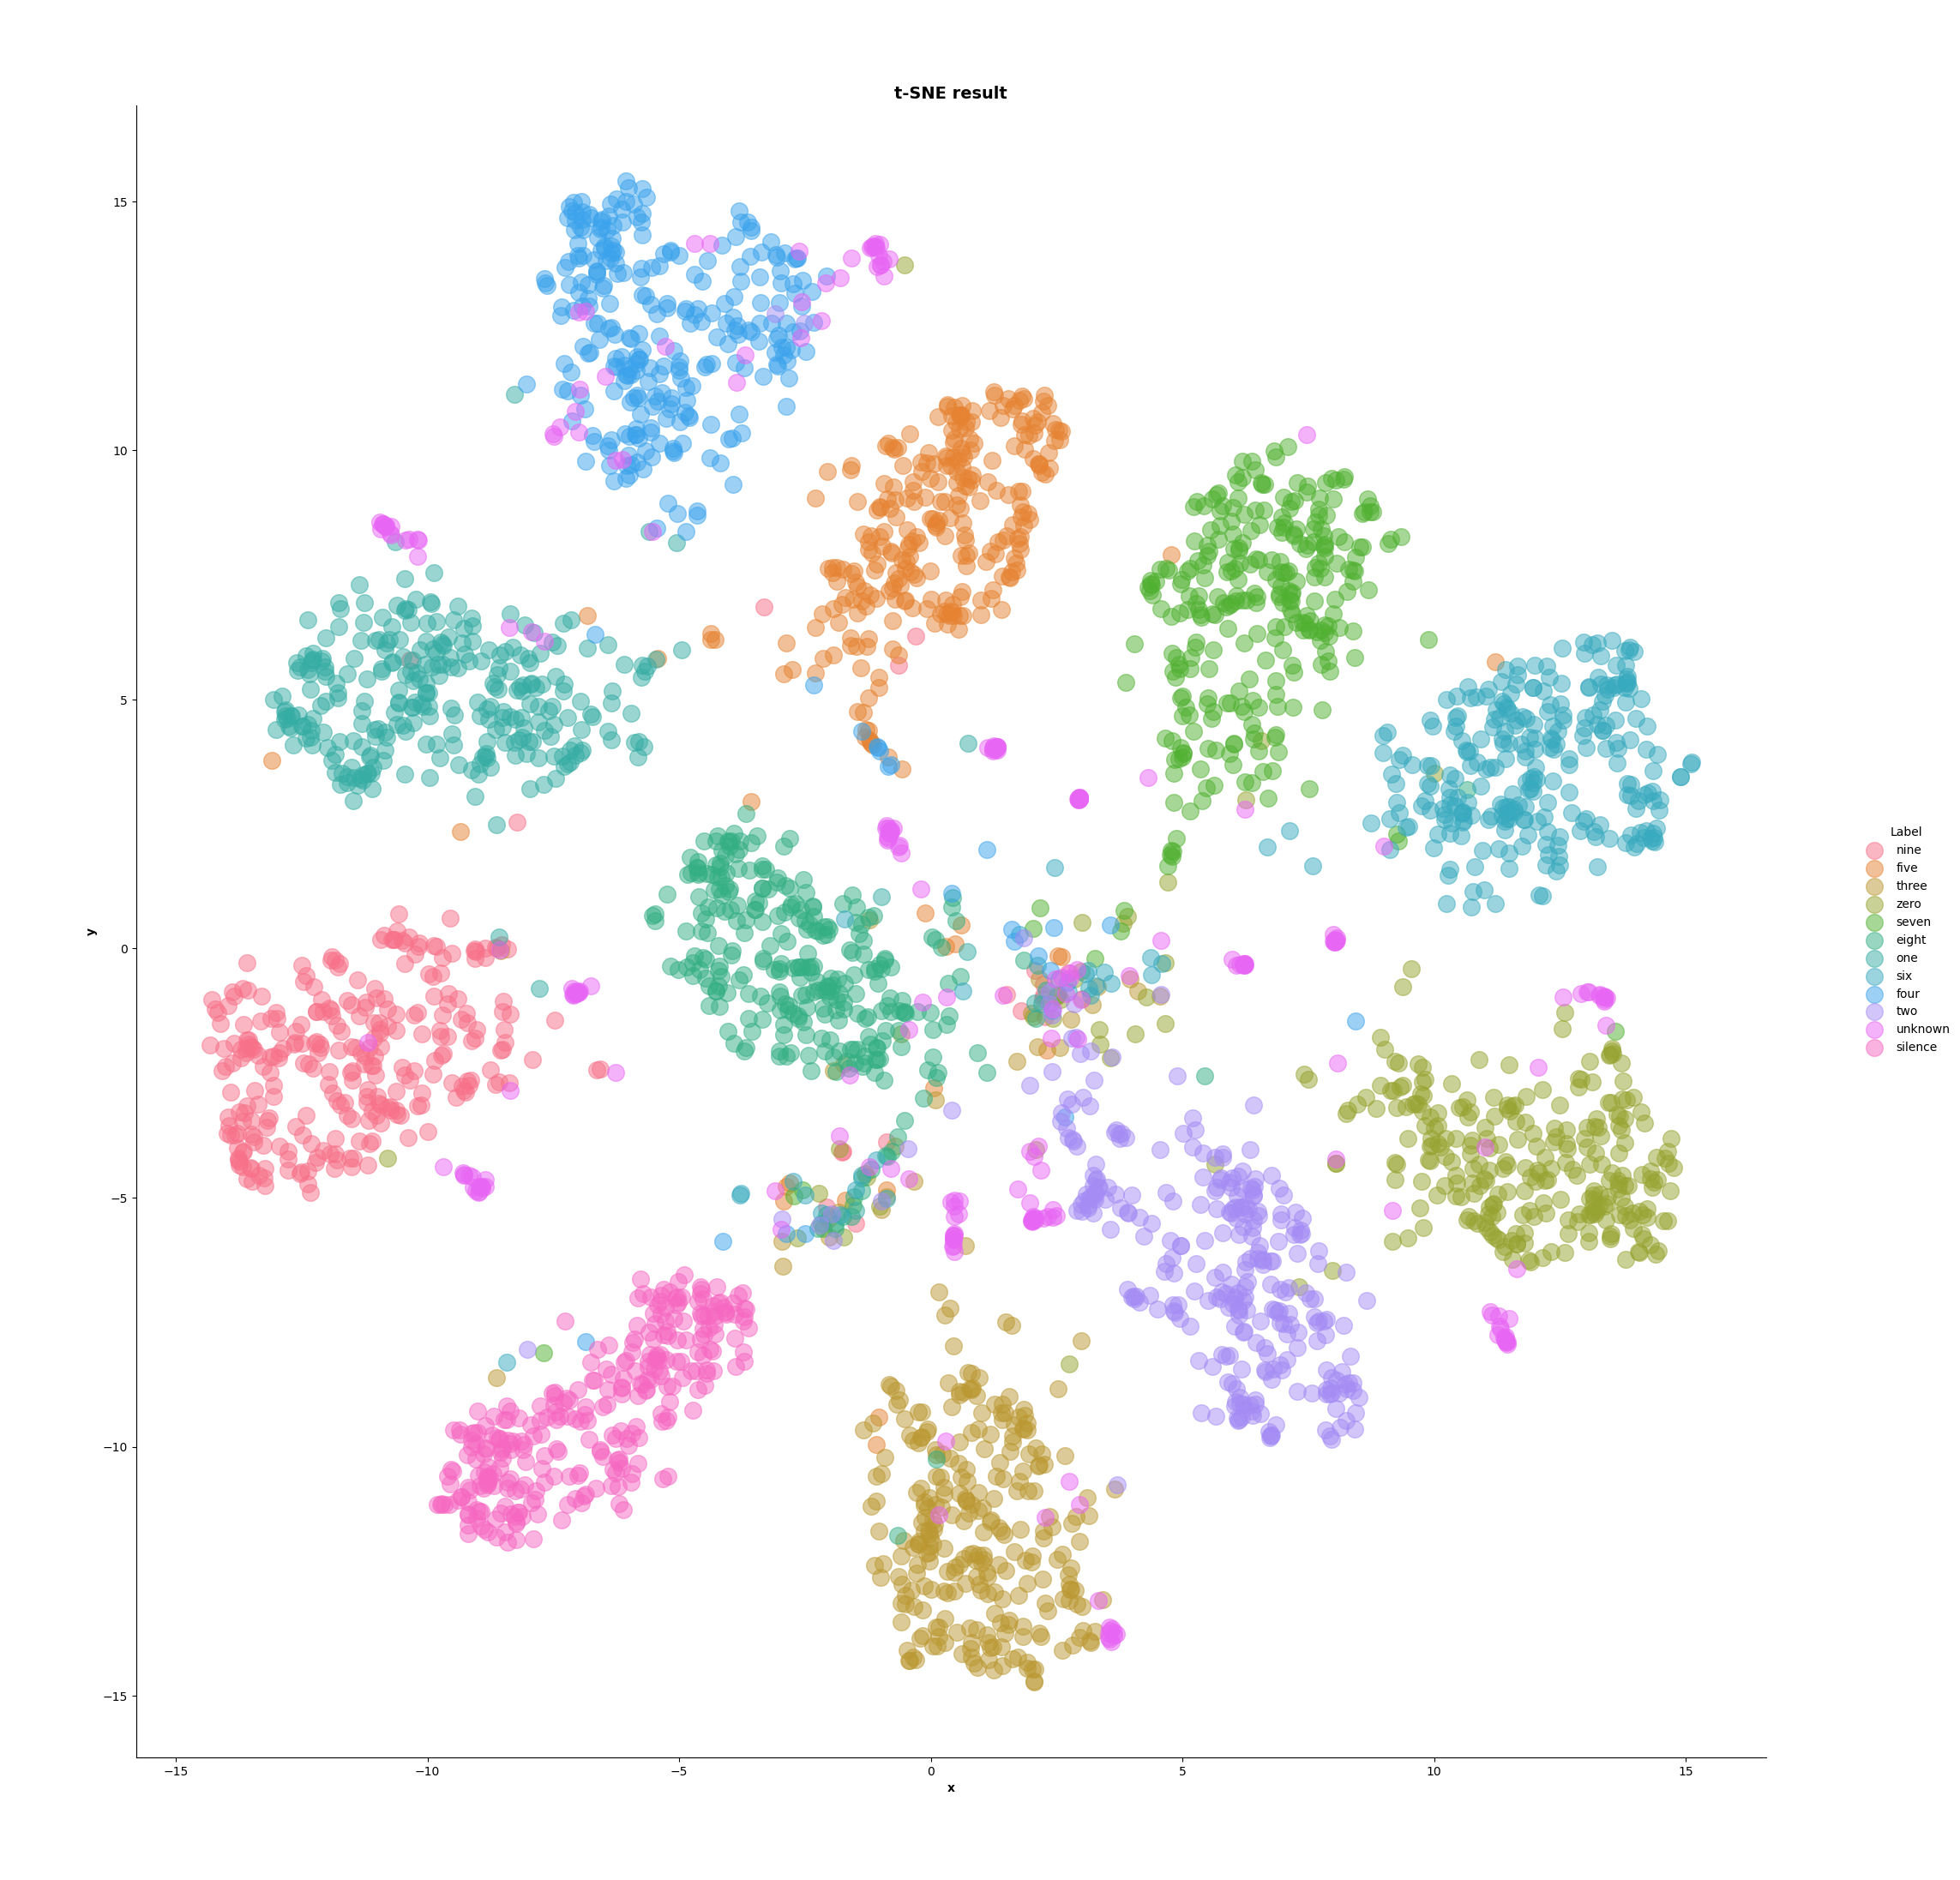 t-SNE result
15
10
5
0
−5
−10
−15
y
−15
−10
−5
0
5
10
15
x
Label
nine
five
three
zero
seven
eight
one
six
four
two
unknown
silence